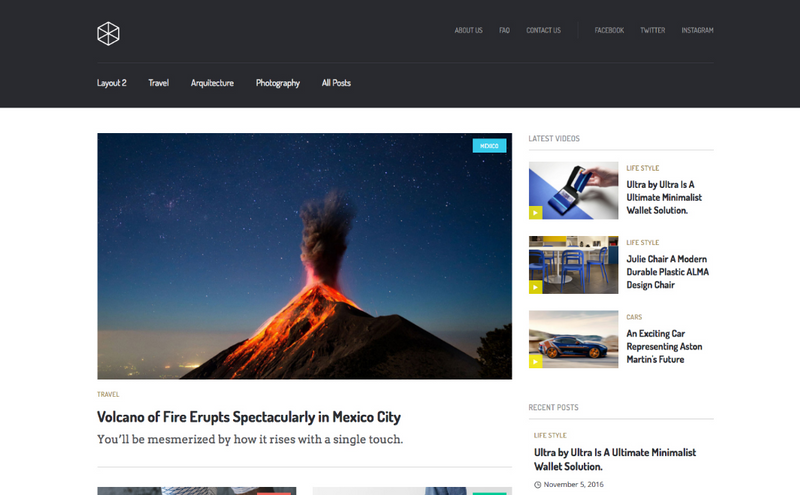 ABOUT US FAQ CONTACT US FACEBOOK TWITTER INSTAGRAM
Layout 2 Travel Arquitecture Photography All Posts
MEXICO
TRAVEL
Volcano of Fire Erupts Spectacularly in Mexico City
You'll be mesmerized by how it rises with a single touch.
LATEST VIDEOS
LIFE STYLE
Ultra by Ultra Is A
Ultimate Minimalist
Wallet Solution.
LIFE STYLE
Julie Chair A Modern
Durable Plastic ALMA
Design Chair
CARS
An Exciting Car
Representing Aston
Martin's Future
RECENT POSTS
LIFE STYLE
Ultra by Ultra Is A Ultimate Minimalist
Wallet Solution.
November 5, 2016